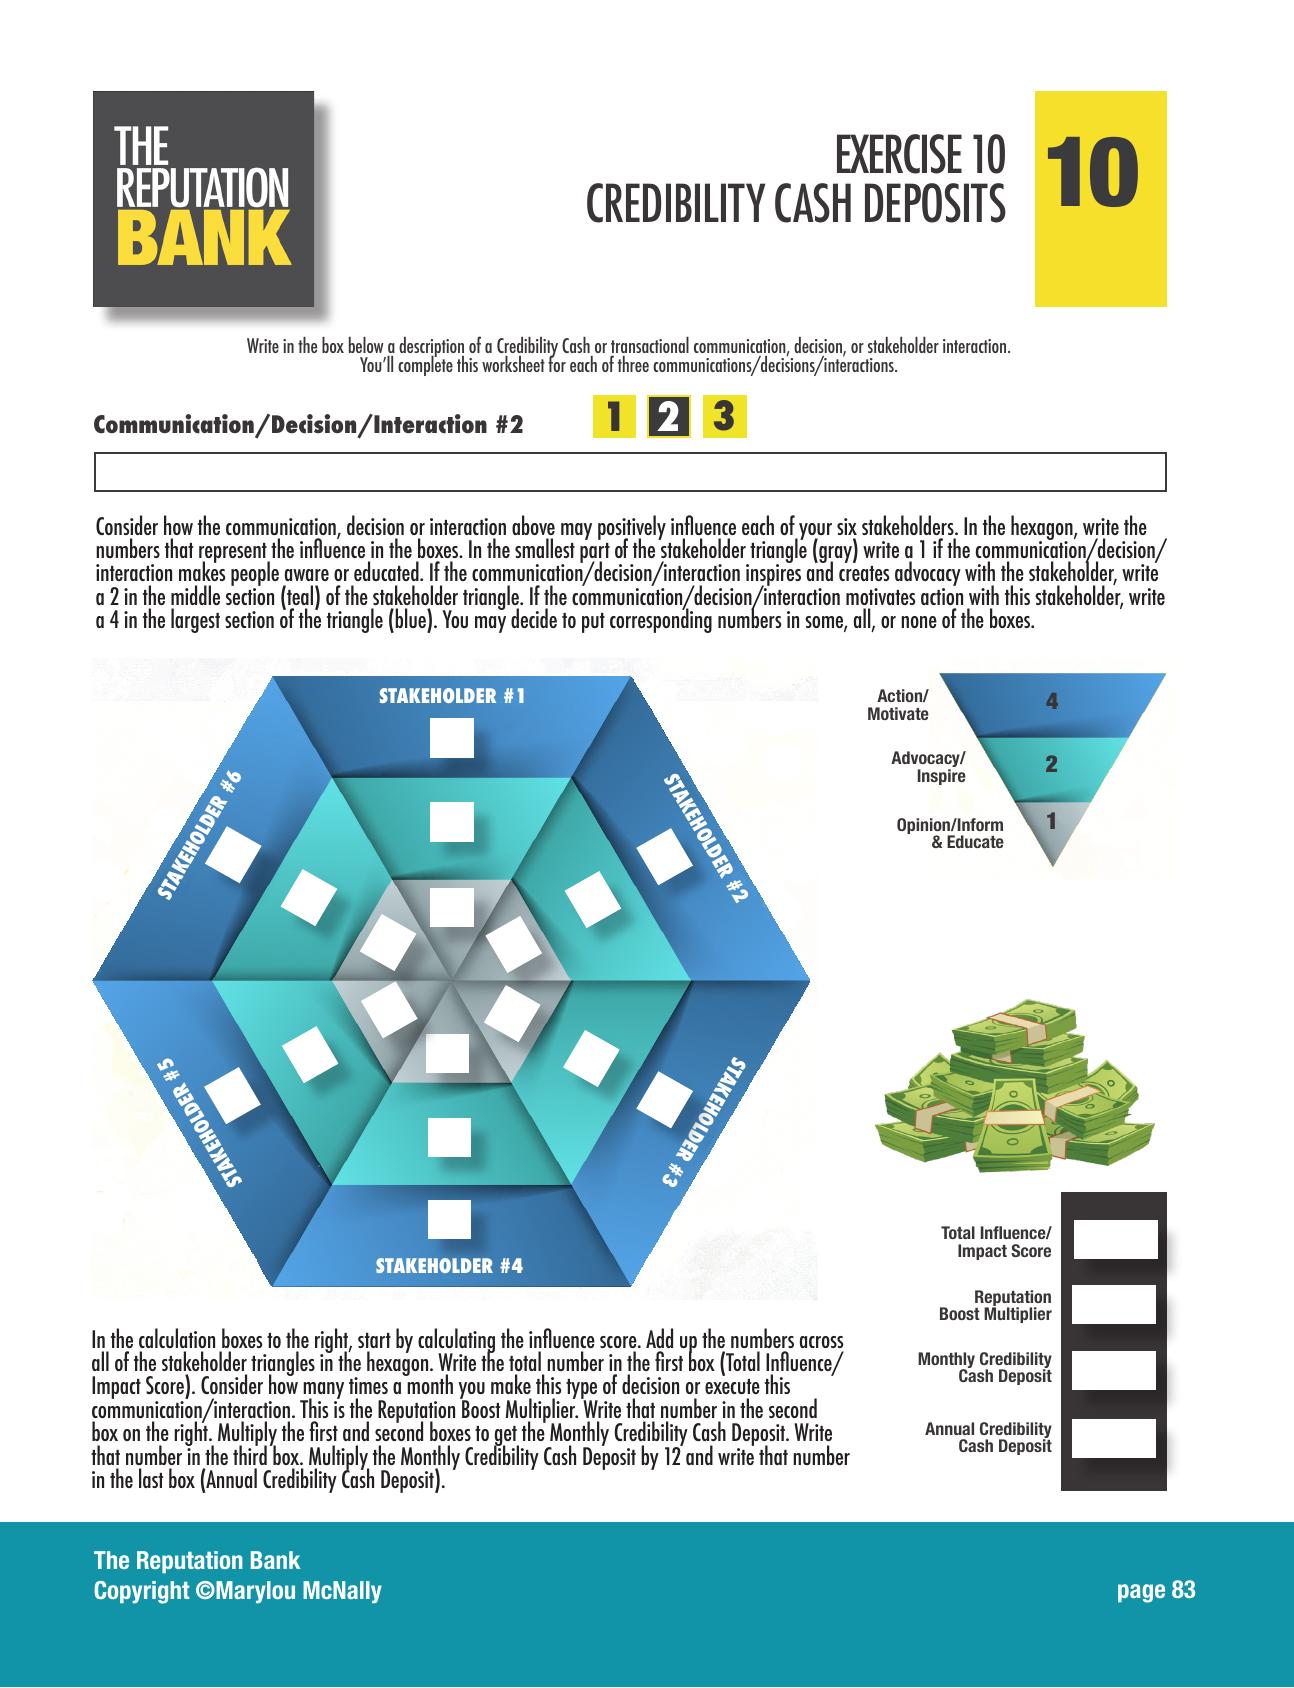 THE
REPUTATION
BANK
EXERCISE 10
CREDIBILITY CASH DEPOSITS
10
Write in the box below a description of a Credibility Cash or transactional communication, decision, or stakeholder interaction.
You'll complete this worksheet for each of three communications/decisions/interactions.
Communication/Decision/Interaction #2
1 2 3
Consider how the communication, decision or interaction above may positively influence each of your six stakeholders. In the hexagon, write the
numbers that represent the influence in the boxes. In the smallest part of the stakeholder triangle (gray) write a 1 if the communication/decision/
interaction makes people aware or educated. If the communication/decision/interaction inspires and creates advocacy with the stakeholder, write
a 2 in the middle section (teal) of the stakeholder triangle. If the communication/decision/interaction motivates action with this stakeholder, write
a 4 in the largest section of the triangle (blue). You may decide to put corresponding numbers in some, all, or none of the boxes.
STAKEHOLDER #1
STAKEHOLDER #2
STAKEHOLDER #3
STAKEHOLDER #4
STAKEHOLDER #5
STAKEHOLDER #6
Action/
Motivate
4
Advocacy/
Inspire
2
Opinion/Inform
& Educate
1
Total Influence/
Impact Score
Reputation
Boost Multiplier
Monthly Credibility
Cash Deposit
Annual Credibility
Cash Deposit
In the calculation boxes to the right, start by calculating the influence score. Add up the numbers across
all of the stakeholder triangles in the hexagon. Write the total number in the first box (Total Influence/
Impact Score). Consider how many times a month you make this type of decision or execute this
communication/interaction. This is the Reputation Boost Multiplier. Write that number in the second
box on the right. Multiply the first and second boxes to get the Monthly Credibility Cash Deposit. Write
that number in the third box. Multiply the Monthly Credibility Cash Deposit by 12 and write that number
in the last box (Annual Credibility Cash Deposit).
The Reputation Bank
Copyright ©Marylou McNally
page 83